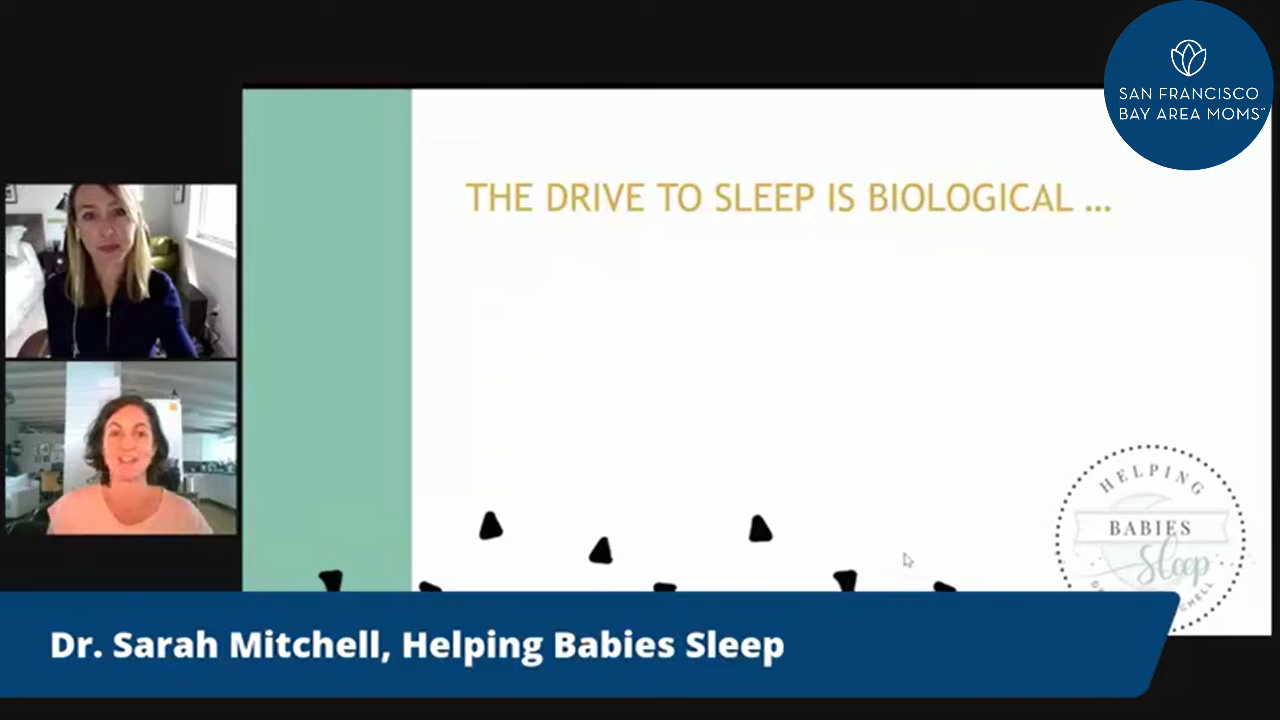 SAN FRANCISCO
BAY AREA MOMS
THE DRIVE TO SLEEP IS BIOLOGICAL ...
HELPING
BABIES
Sleep
Dr. Sarah Mitchell, Helping Babies Sleep